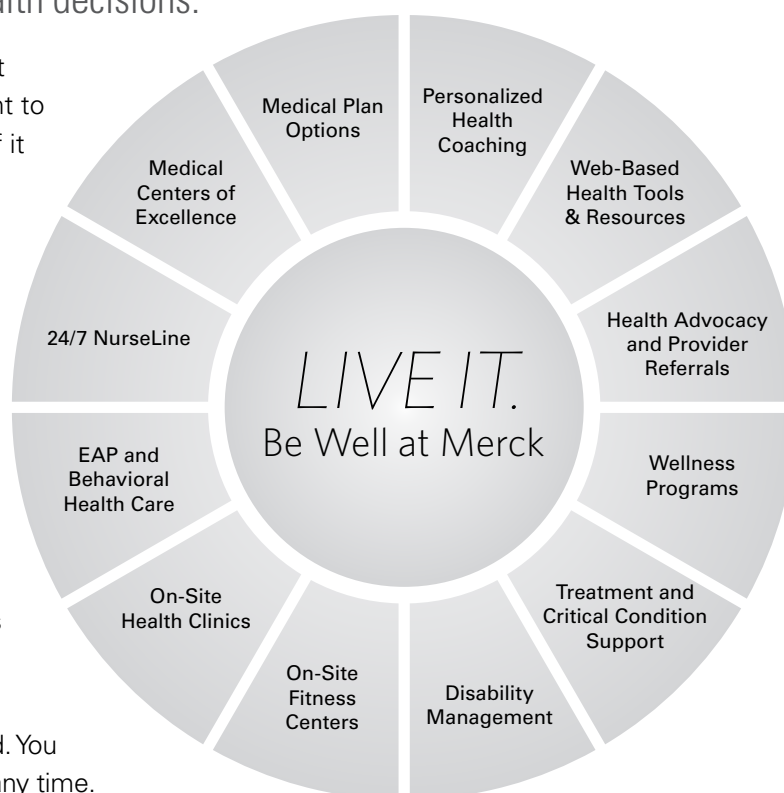 alth decisions.
t
nt to
f it
s
d. You
any time.
Medical Plan
Options
Personalized
Health
Coaching
Web-Based
Health Tools
& Resources
Health Advocacy
and Provider
Referrals
Wellness
Programs
Treatment and
Critical Condition
Support
Disability
Management
On-Site
Fitness
Centers
On-Site
Health Clinics
EAP and
Behavioral
Health Care
24/7 NurseLine
Medical
Centers of
Excellence
LIVE IT.
Be Well at Merck